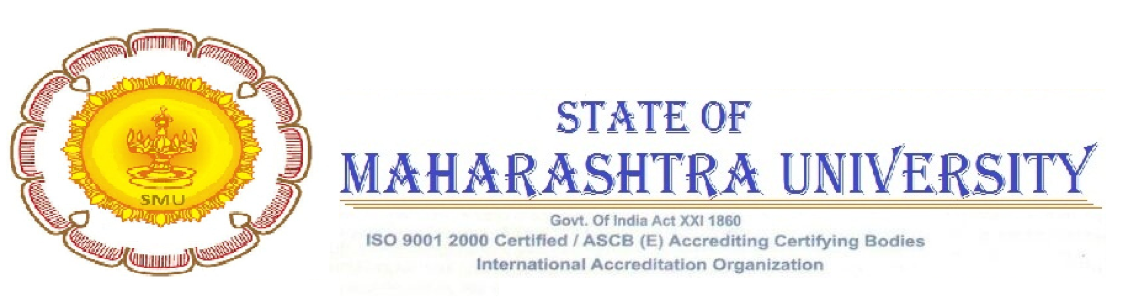 SMU
STATE OF
MAHARASHTRA UNIVERSITY
Govt. Of India Act XXI 1860
ISO 9001 2000 Certified / ASCB (E) Accrediting Certifying Bodies
International Accreditation Organization